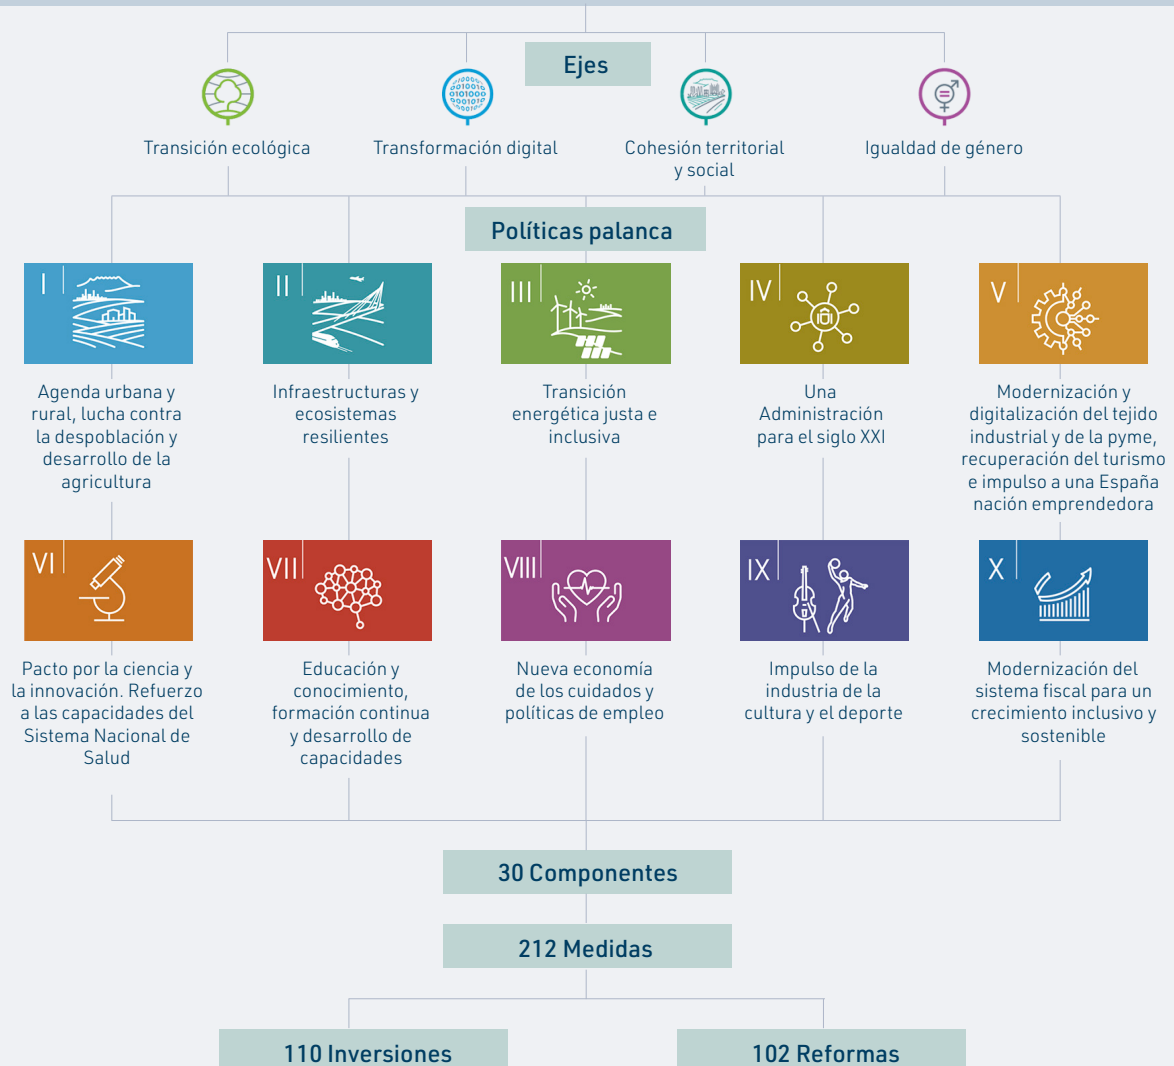 Ejes
Transición ecológica
Transformación digital
Cohesión territorial
y social
Igualdad de género
Políticas palanca
I
II
III
IV
V
Agenda urbana y
rural, lucha contra
la despoblación y
desarrollo de la
agricultura
Infraestructuras y
ecosistemas
resilientes
Transición
energética justa e
inclusiva
Una
Administración
para el siglo XXI
Modernización y
digitalización del tejido
industrial y de la pyme,
recuperación del turismo
e impulso a una España
nación emprendedora
VI
VII
VIII
IX
X
Pacto por la ciencia y
la innovación. Refuerzo
a las capacidades del
Sistema Nacional de
Salud
Educación y
conocimiento,
formación continua
y desarrollo de
capacidades
Nueva economía
de los cuidados y
políticas de empleo
Impulso de la
industria de la
cultura y el deporte
Modernización del
sistema fiscal para un
crecimiento inclusivo y
sostenible
30 Componentes
212 Medidas
110 Inversiones
102 Reformas